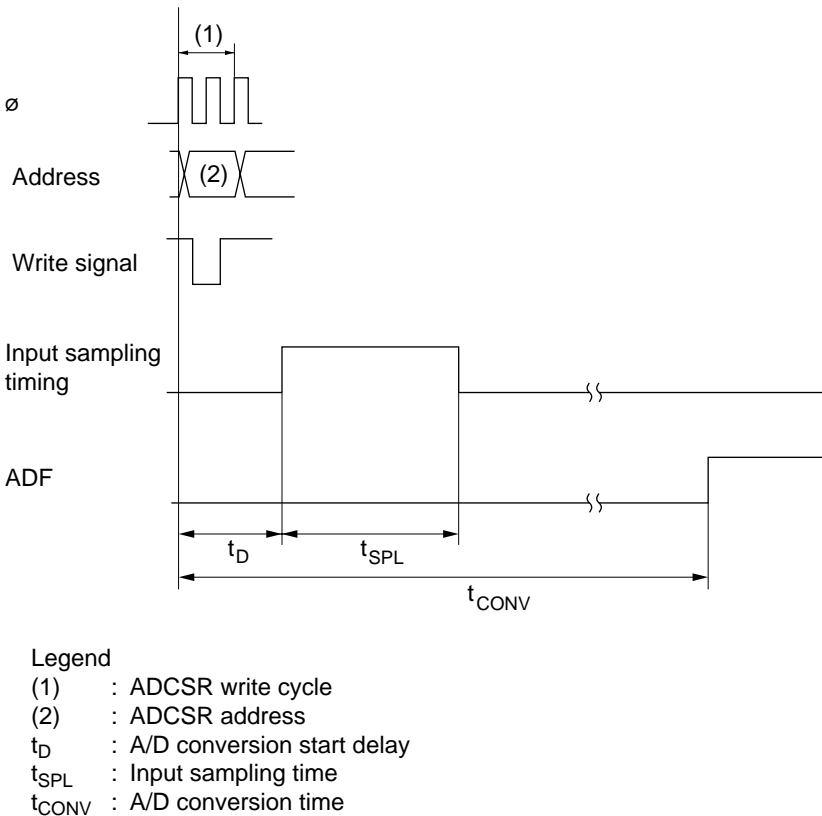 (1)
ø
Address
(2)
Write signal
Input sampling
timing
ADF
tD
tSPL
tCONV
Legend
(1) : ADCSR write cycle
(2) : ADCSR address
tD : A/D conversion start delay
tSPL : Input sampling time
tCONV : A/D conversion time